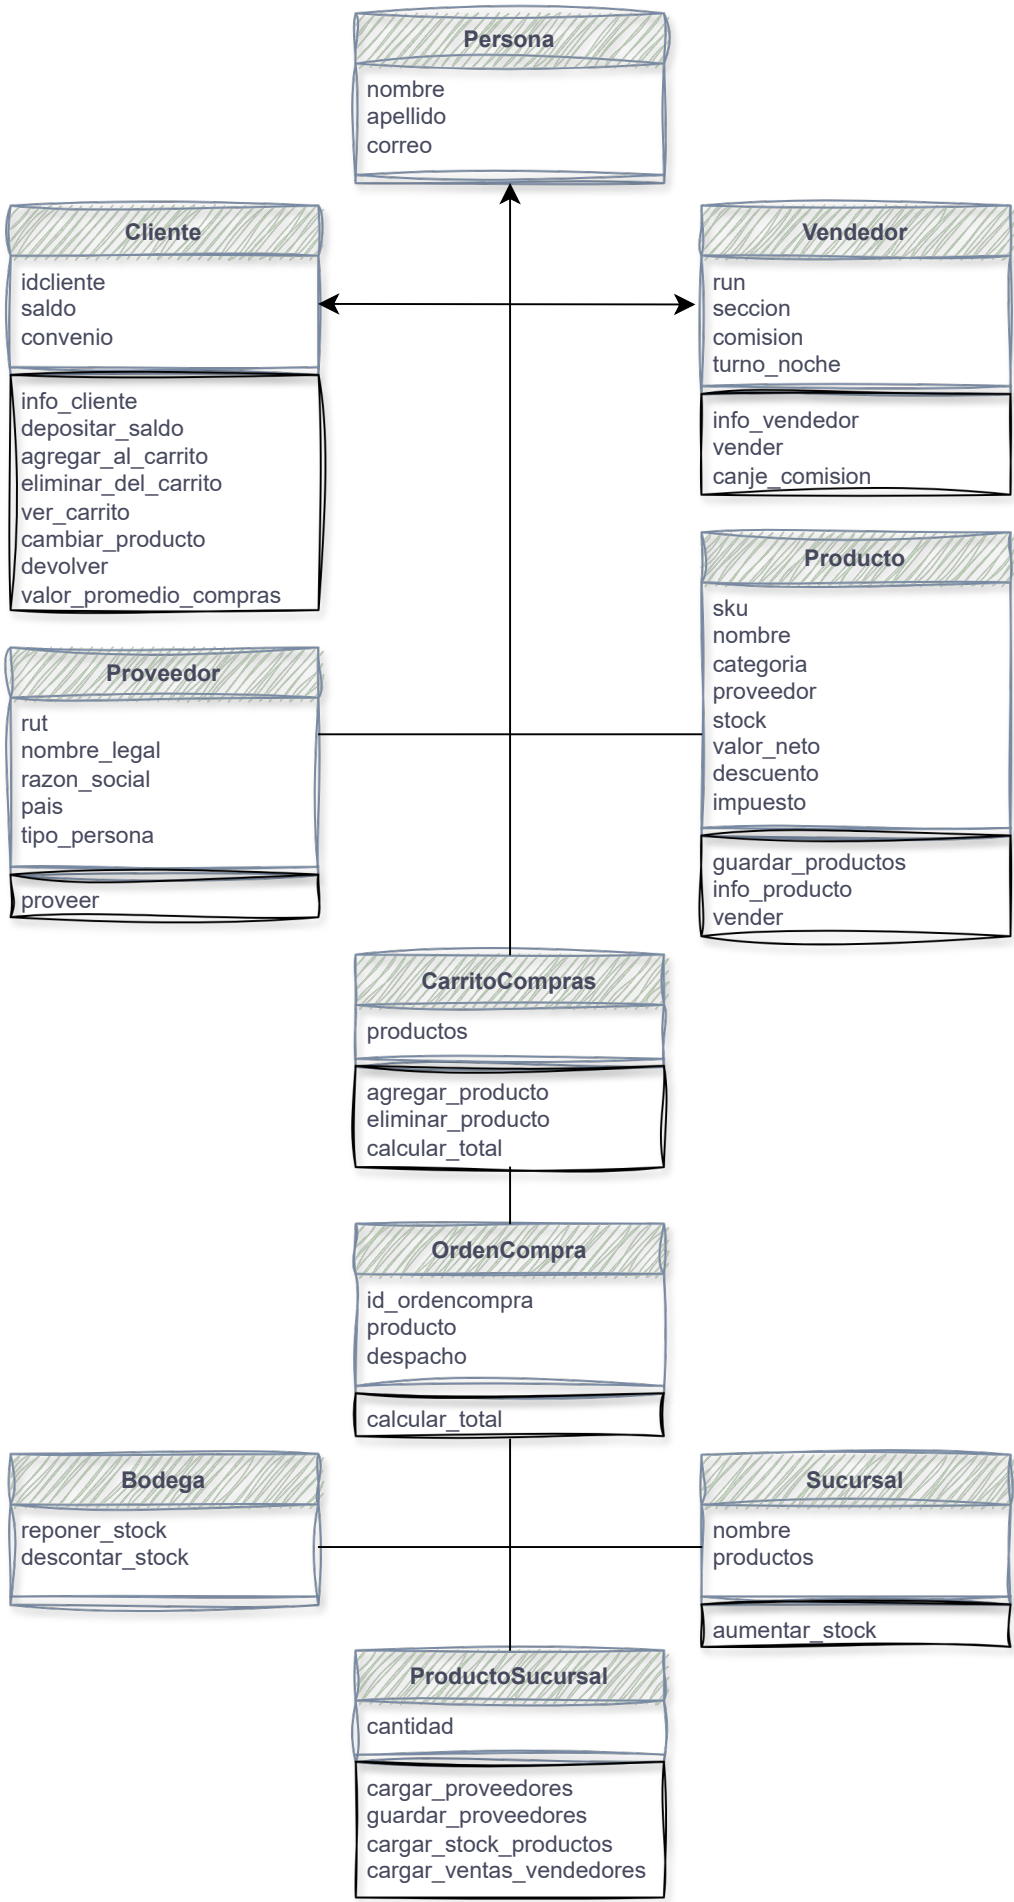 Persona
nombre
apellido
correo
Cliente
idcliente
saldo
convenio
info_cliente
depositar_saldo
agregar_al_carrito
eliminar_del_carrito
ver_carrito
cambiar_producto
devolver
valor_promedio_compras
Vendedor
run
seccion
comision
turno_noche
info_vendedor
vender
canje_comision
Proveedor
rut
nombre_legal
razon_social
pais
tipo_persona
proveer
Producto
sku
nombre
categoria
proveedor
stock
valor_neto
descuento
impuesto
guardar_productos
info_producto
vender
CarritoCompras
productos
agregar_producto
eliminar_producto
calcular_total
OrdenCompra
id_ordencompra
producto
despacho
calcular_total
Bodega
reponer_stock
descontar_stock
Sucursal
nombre
productos
aumentar_stock
ProductoSucursal
cantidad
cargar_proveedores
guardar_proveedores
cargar_stock_productos
cargar_ventas_vendedores